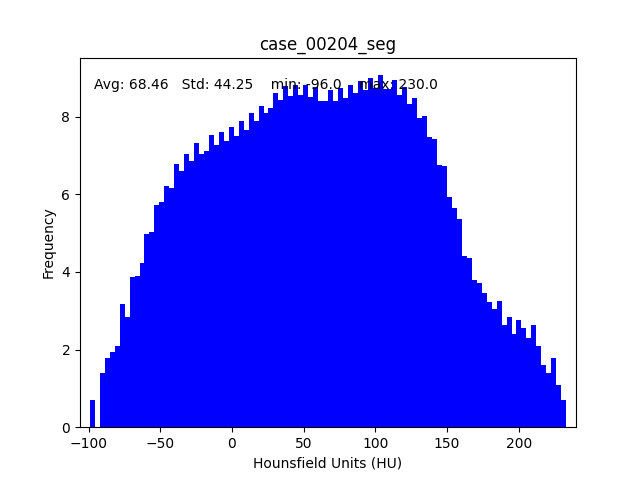 case_00204_seg
Avg: 68.46 Std: 44.25 min: -96.0 max: 230.0
Frequency
8
6
4
2
0
−100 −50 0 50 100 150 200
Hounsfield Units (HU)